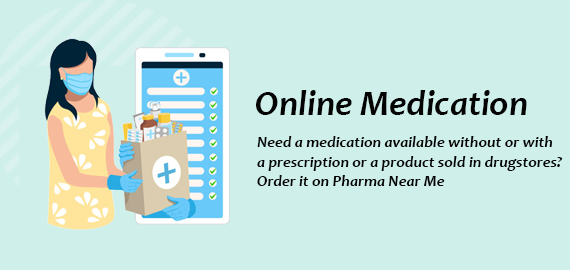 Online Medication
Need a medication available without or with
a prescription or a product sold in drugstores?
Order it on Pharma Near Me